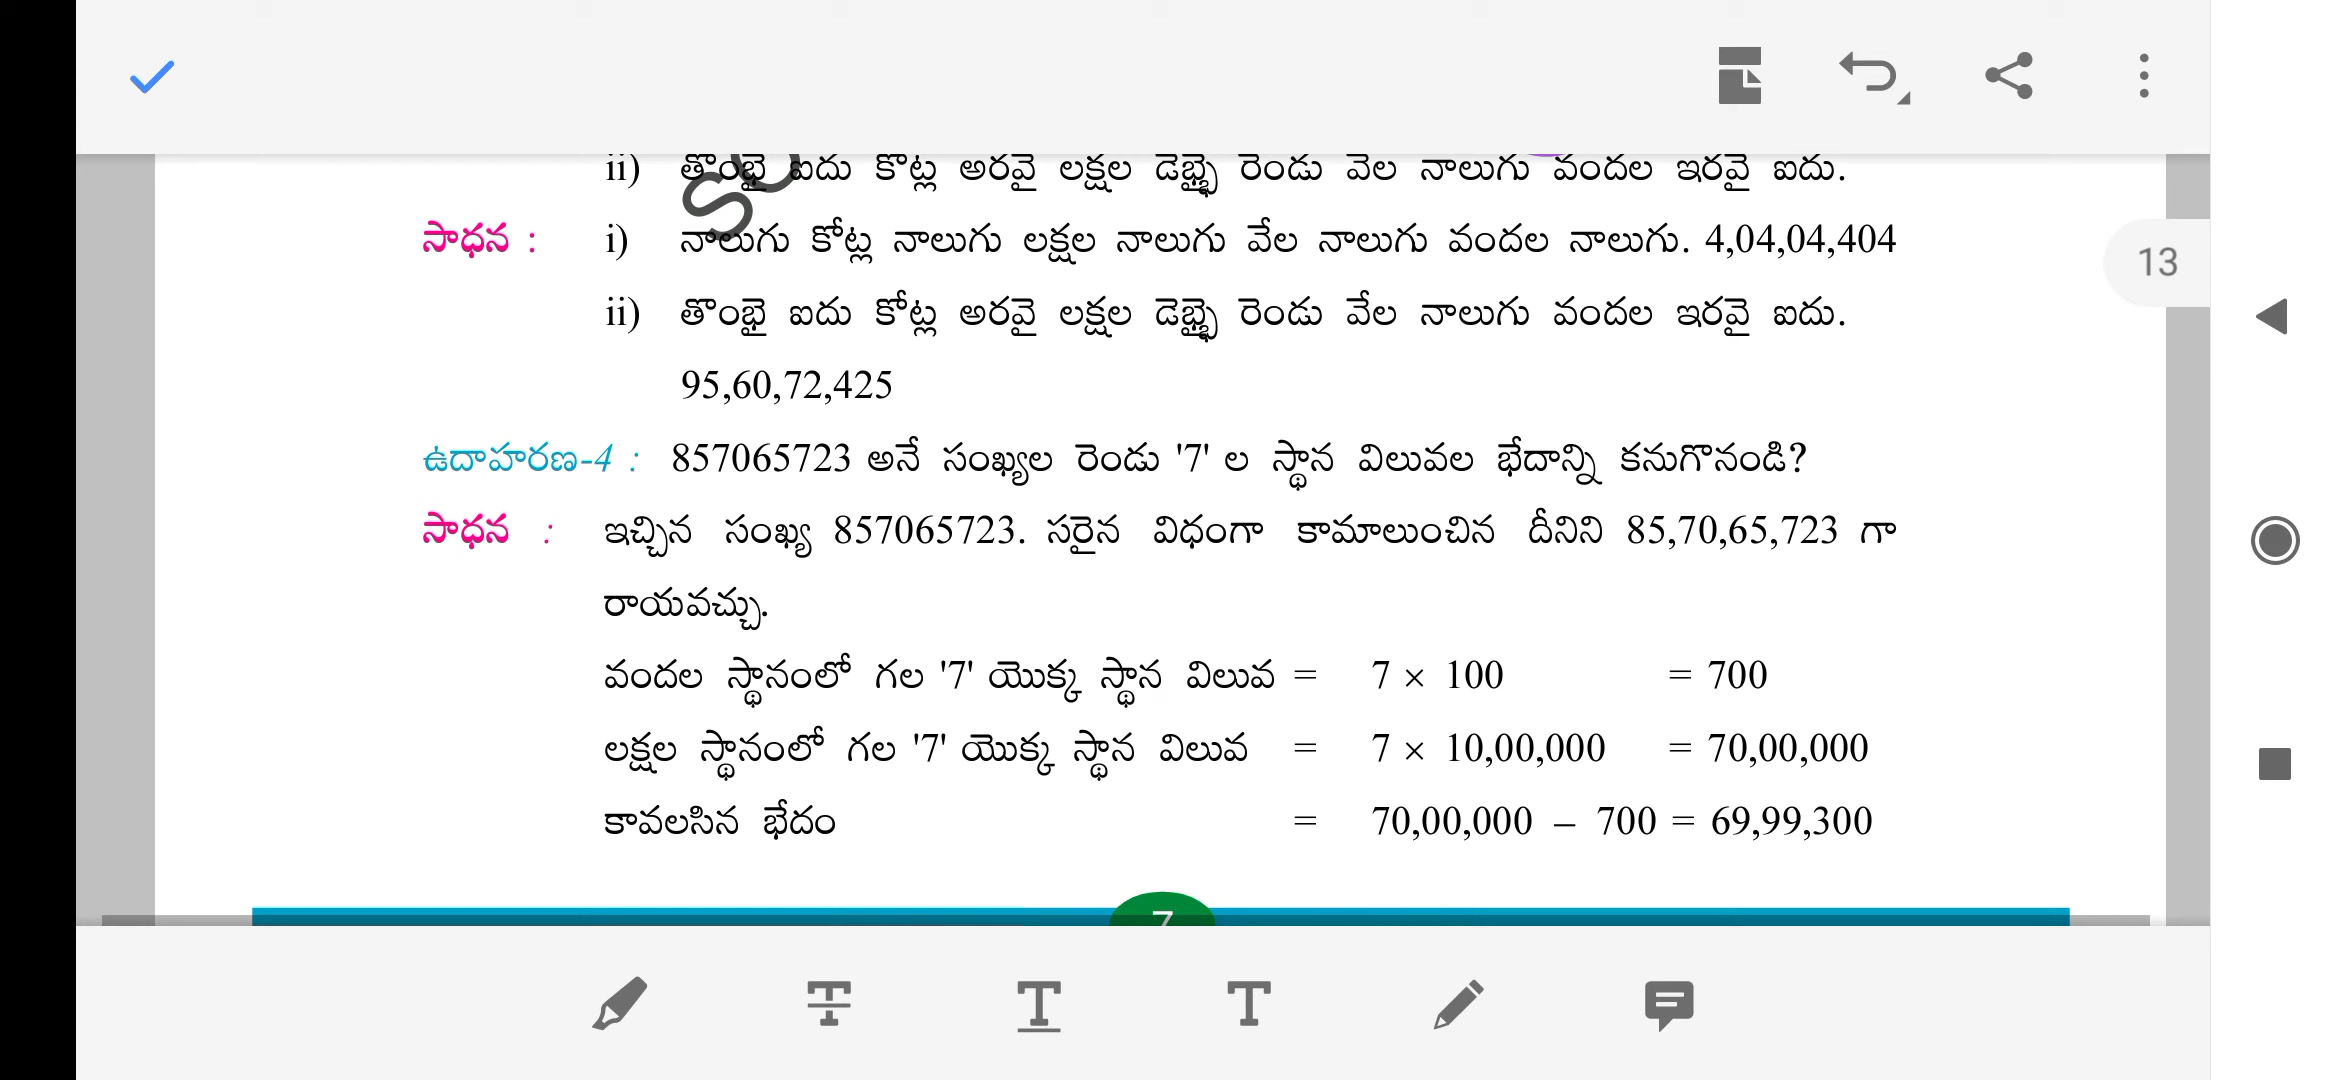 13
ii) తొంభై ఐదు కోట్ల అరవై లక్షల డెబ్భై రెండు వేల నాలుగు వందల ఇరవై ఐదు.
సాధన : i) నాలుగు కోట్ల నాలుగు లక్షల నాలుగు వేల నాలుగు వందల నాలుగు. 4,04,04,404
ii) తొంభై ఐదు కోట్ల అరవై లక్షల డెబ్భై రెండు వేల నాలుగు వందల ఇరవై ఐదు.
95,60,72,425
ఉదాహరణ-4 : 857065723 అనే సంఖ్యల రెండు '7' ల స్థాన విలువల భేదాన్ని కనుగొనండి?
సాధన : ఇచ్చిన సంఖ్య 857065723. సరైన విధంగా కామాలుంచిన దీనిని 85,70,65,723 గా
రాయవచ్చు.
వందల స్థానంలో గల '7' యొక్క స్థాన విలువ = 7 × 100 = 700
లక్షల స్థానంలో గల '7' యొక్క స్థాన విలువ = 7 × 10,00,000 = 70,00,000
కావలసిన భేదం = 70,00,000 – 700 = 69,99,300
7